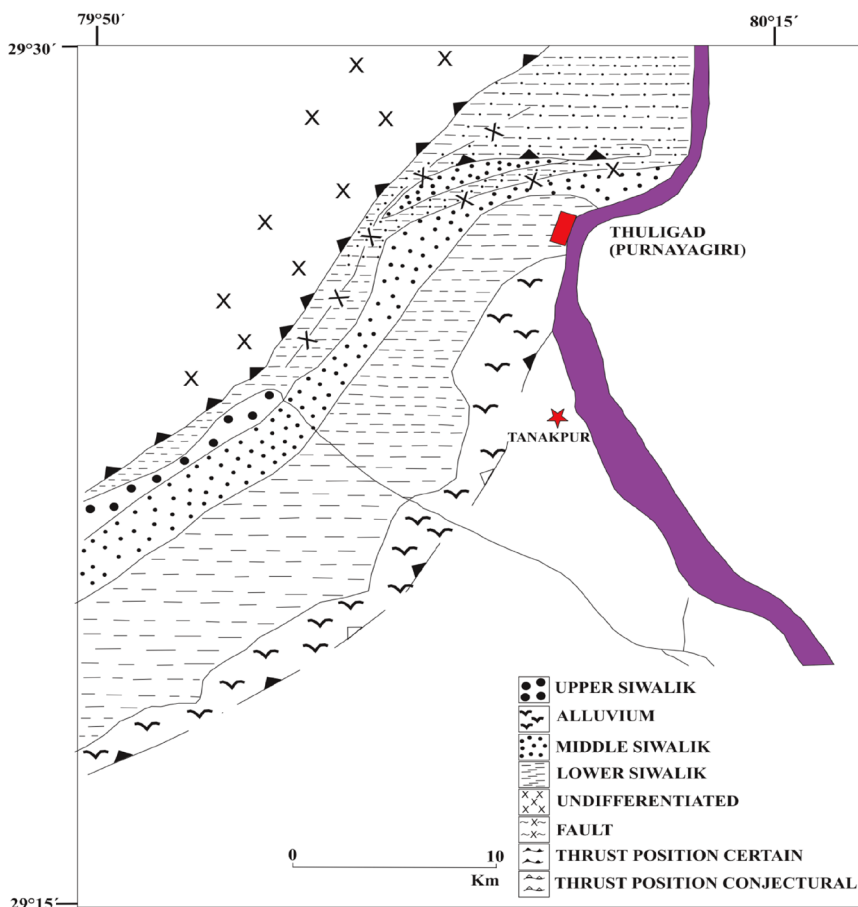 79°50´
80°15´
29°30´
THULIGAD
(PURNAYAGIRI)
TANAKPUR
UPPER SIWALIK
ALLUVIUM
MIDDLE SIWALIK
LOWER SIWALIK
UNDIFFERENTIATED
FAULT
THRUST POSITION CERTAIN
THRUST POSITION CONJECTURAL
0 10
Km
29°15´